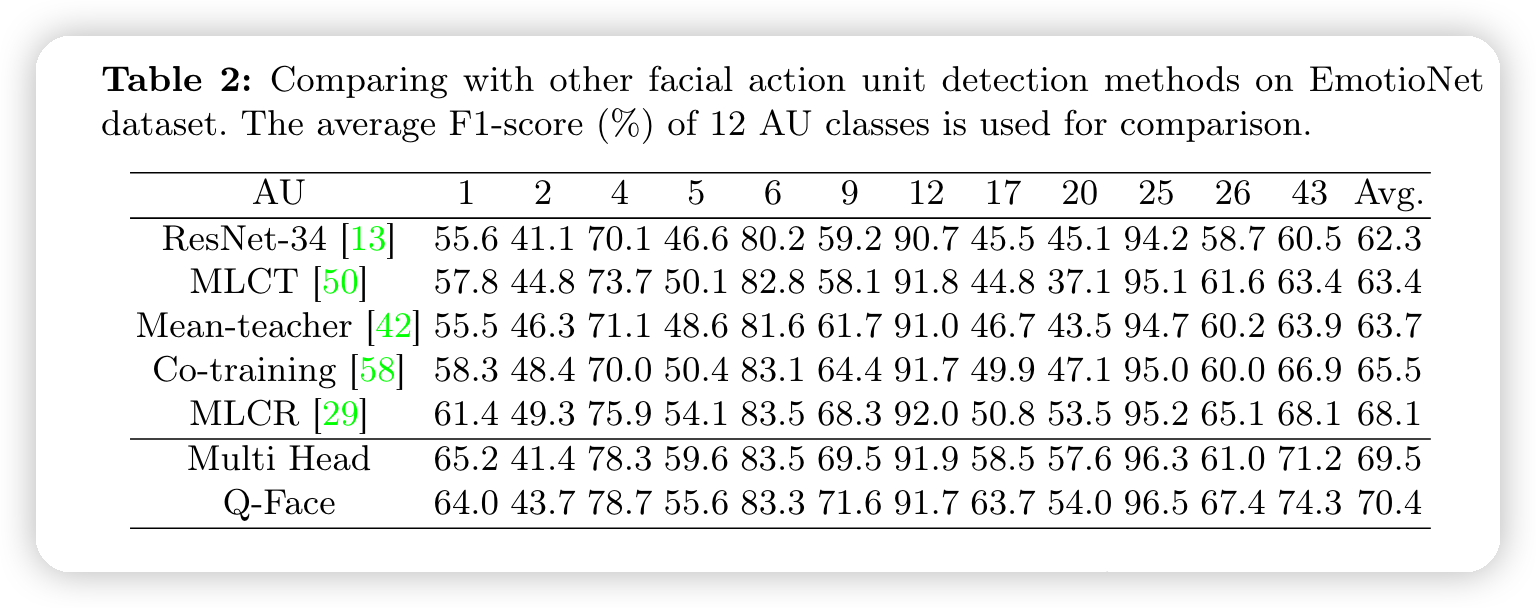 Table 2: Comparing with other facial action unit detection methods on EmotioNet
dataset. The average F1-score (%) of 12 AU classes is used for comparison.
AU 1 2 4 5 6 9 12 17 20 25 26 43 Avg.
ResNet-34 [13] 55.6 41.1 70.1 46.6 80.2 59.2 90.7 45.5 45.1 94.2 58.7 60.5 62.3
MLCT [50] 57.8 44.8 73.7 50.1 82.8 58.1 91.8 44.8 37.1 95.1 61.6 63.4 63.4
Mean-teacher [42] 55.5 46.3 71.1 48.6 81.6 61.7 91.0 46.7 43.5 94.7 60.2 63.9 63.7
Co-training [58] 58.3 48.4 70.0 50.4 83.1 64.4 91.7 49.9 47.1 95.0 60.0 66.9 65.5
MLCR [29] 61.4 49.3 75.9 54.1 83.5 68.3 92.0 50.8 53.5 95.2 65.1 68.1 68.1
Multi Head 65.2 41.4 78.3 59.6 83.5 69.5 91.9 58.5 57.6 96.3 61.0 71.2 69.5
Q-Face 64.0 43.7 78.7 55.6 83.3 71.6 91.7 63.7 54.0 96.5 67.4 74.3 70.4